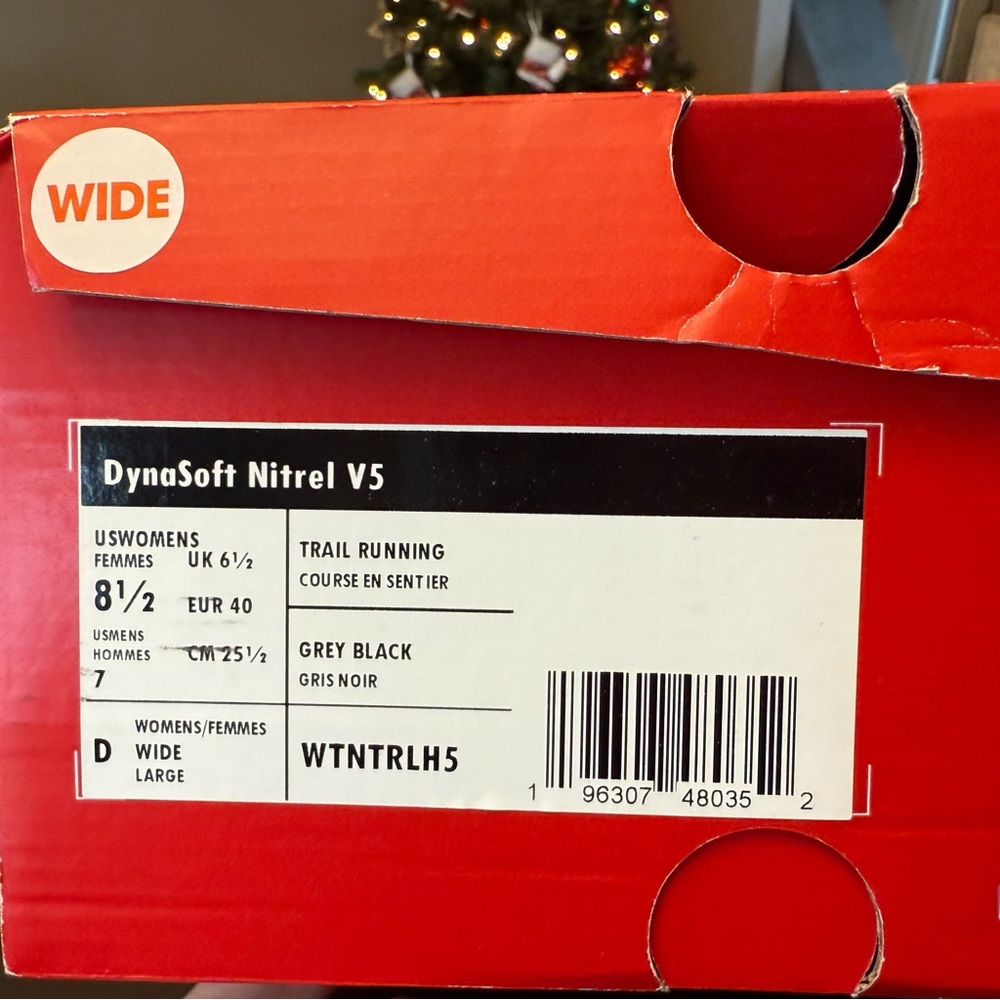 WIDE
DynaSoft Nitrel V5
USWOMENS
FEMMES UK 6½
8½ EUR 40
USMENS
HOMMES CM 25½
7
TRAIL RUNNING
COURSE EN SENTIER
GREY BLACK
GRIS NOIR
D WOMENS/FEMMES
WIDE
LARGE
WTNTRLH5
1 96307 48035 2